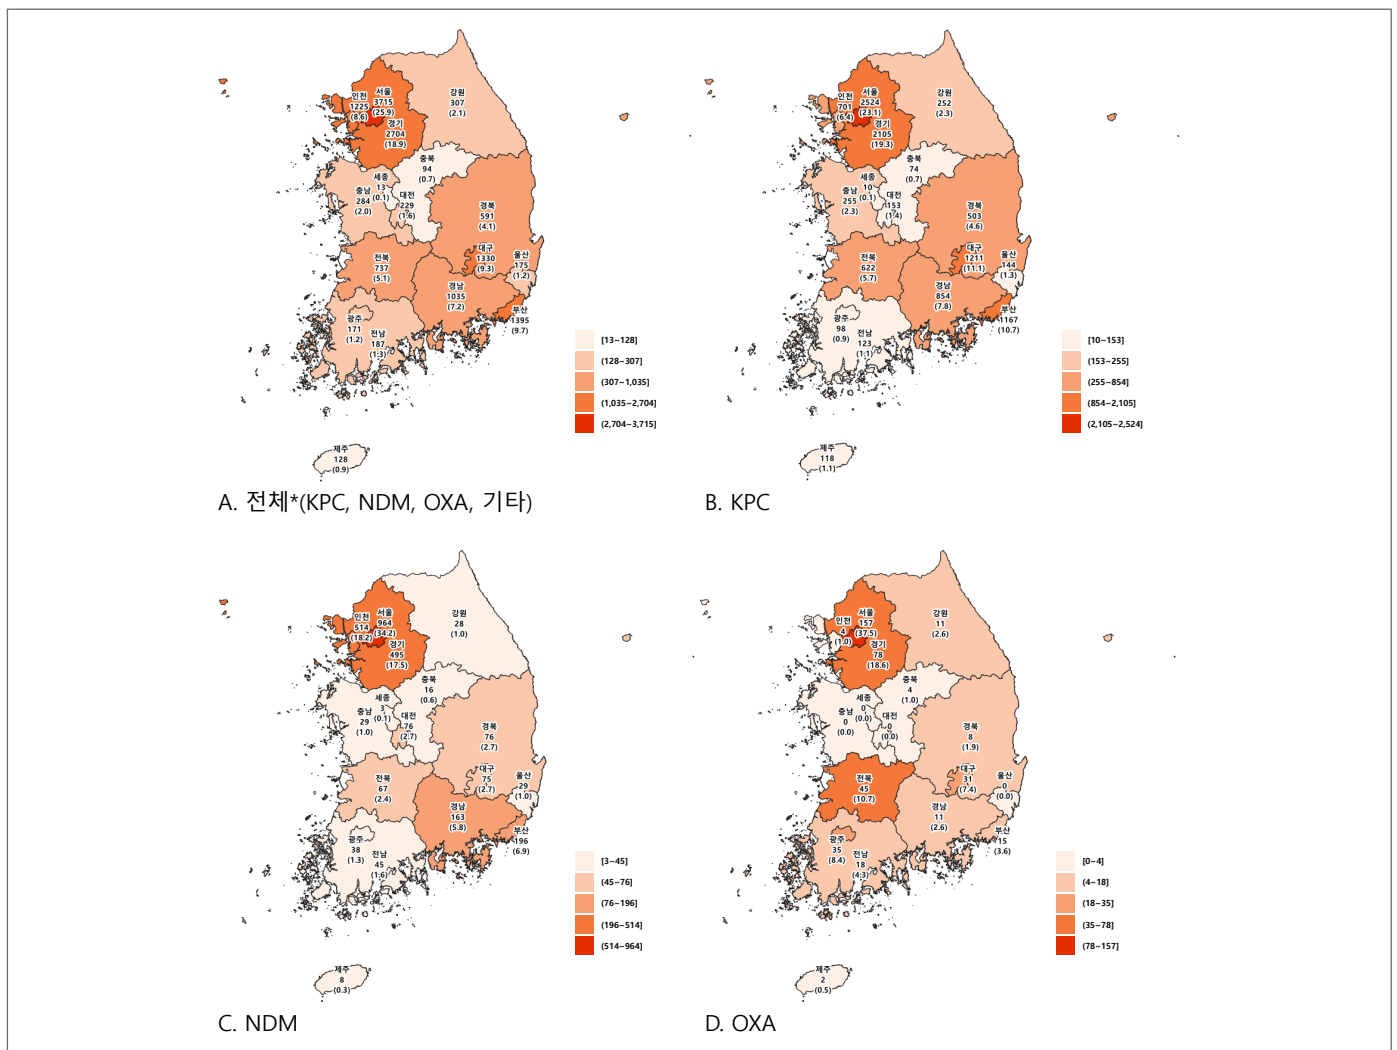 서울
3715
(25.9)
인천
1225
(8.6)
경기
2704
(18.9)
강원
307
(2.1)
충북
94
(0.7)
세종
13
(0.1)
충남
284
(2.0)
대전
229
(1.6)
경북
591
(4.1)
대구
1330
(9.3)
울산
175
(1.2)
전북
737
(5.1)
경남
1035
(7.2)
부산
1395
(9.7)
광주
171
(1.2)
전남
187
(1.3)
제주
128
(0.9)
[13~128]
(128~307]
(307~1,035]
(1,035~2,704]
(2,704~3,715]
A. 전체*(KPC, NDM, OXA, 기타)
서울
2524
(23.1)
인천
701
(6.4)
경기
2105
(19.3)
강원
252
(2.3)
충북
74
(0.7)
세종
10
(0.1)
충남
255
(2.3)
대전
153
(1.4)
경북
503
(4.6)
대구
1211
(11.1)
울산
144
(1.3)
전북
622
(5.7)
경남
854
(7.8)
부산
1167
(10.7)
광주
98
(0.9)
전남
123
(1.1)
제주
118
(1.1)
[10~153]
(153~255]
(255~854]
(854~2,105]
(2,105~2,524]
B. KPC
서울
964
(34.2)
인천
514
(18.2)
경기
495
(17.5)
강원
28
(1.0)
충북
16
(0.6)
세종
3
(0.1)
충남
29
(1.0)
대전
76
(2.7)
경북
76
(2.7)
대구
75
(2.7)
울산
29
(1.0)
전북
67
(2.4)
경남
163
(5.8)
부산
196
(6.9)
광주
38
(1.3)
전남
45
(1.6)
제주
8
(0.3)
[3~45]
(45~76]
(76~196]
(196~514]
(514~964]
C. NDM
서울
157
(37.5)
인천
4
(1.0)
경기
78
(18.6)
강원
11
(2.6)
충북
4
(1.0)
세종
0
(0.0)
충남
0
(0.0)
대전
0
(0.0)
경북
8
(1.9)
대구
31
(7.4)
울산
0
(0.0)
전북
45
(10.7)
경남
11
(2.6)
부산
15
(3.6)
광주
35
(8.4)
전남
18
(4.3)
제주
2
(0.5)
[0~4]
(4~18]
(18~35]
(35~78]
(78~157]
D. OXA